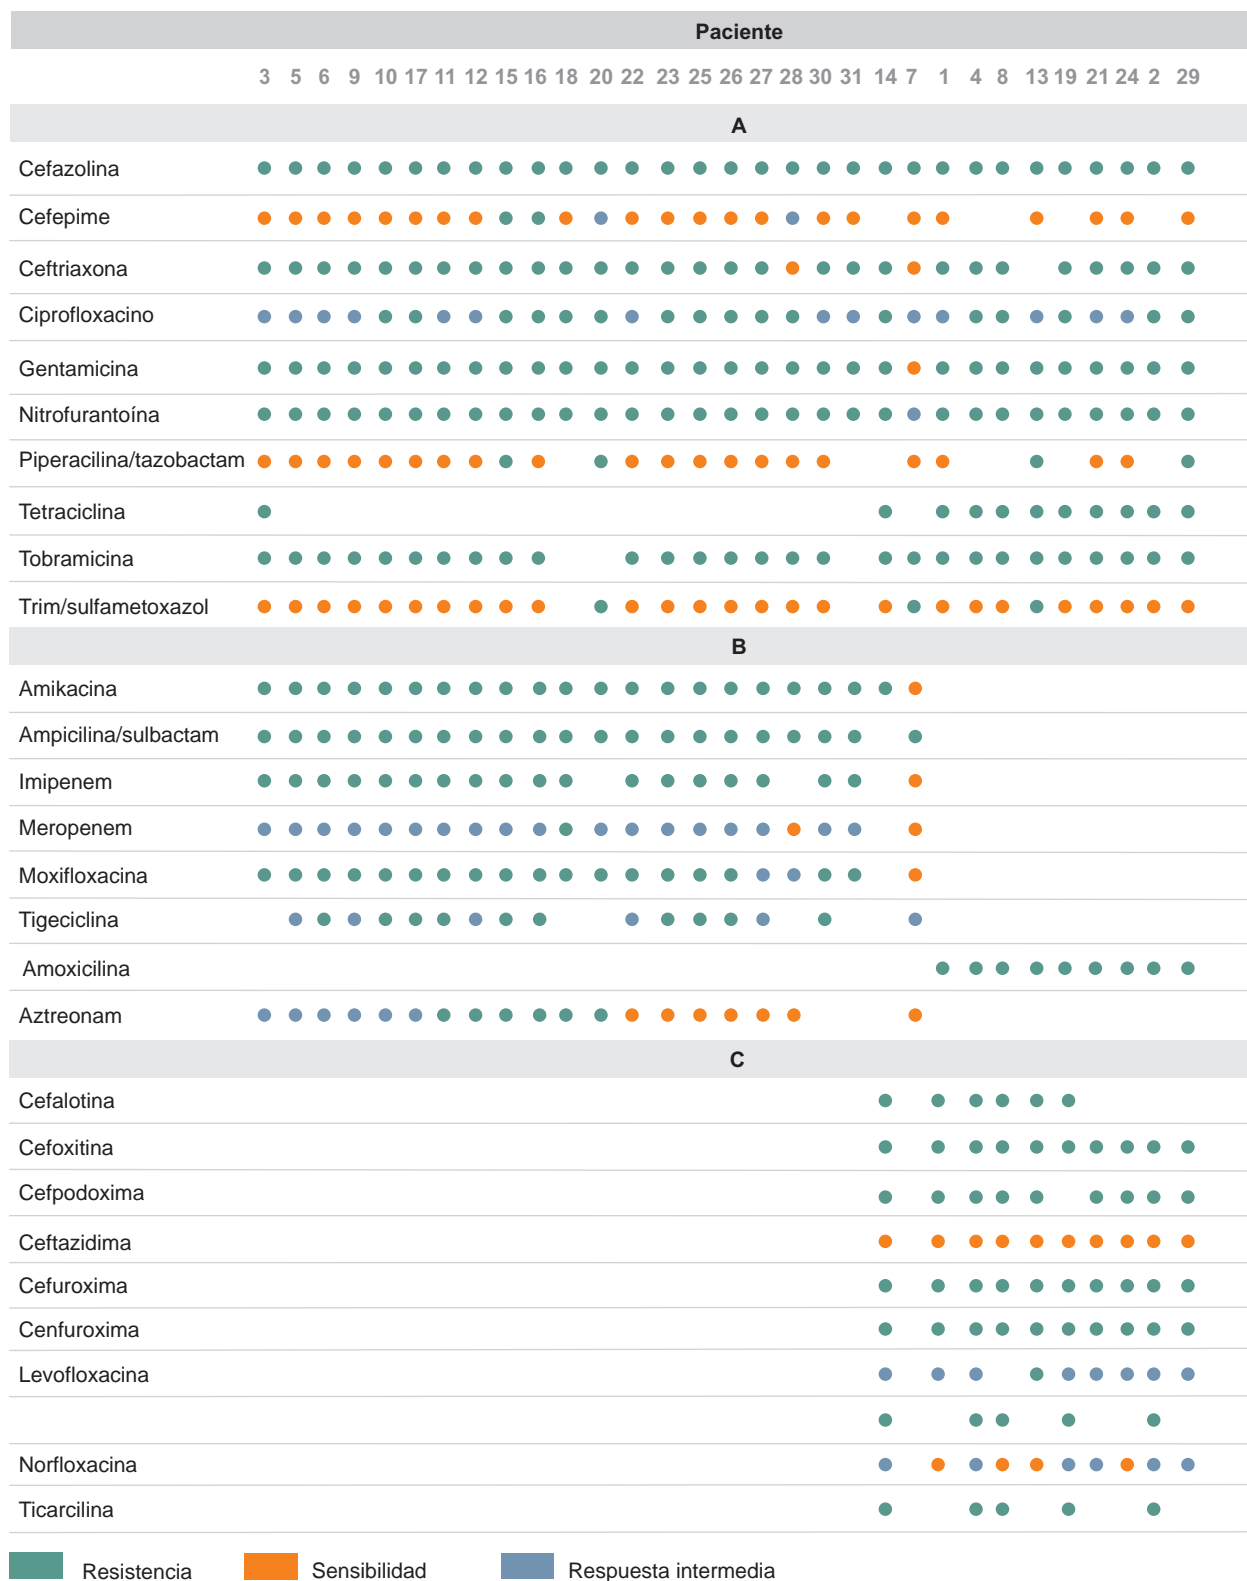 Paciente
3 5 6 9 10 17 11 12 15 16 18 20 22 23 25 26 27 28 30 31 14 7 1 4 8 13 19 21 24 2 29
A
Cefazolina
Cefepime
Ceftriaxona
Ciprofloxacino
Gentamicina
Nitrofurantoína
Piperacilina/tazobactam
Tetraciclina
Tobramicina
Trim/sulfametoxazol
B
Amikacina
Ampicilina/sulbactam
Imipenem
Meropenem
Moxifloxacina
Tigeciclina
Amoxicilina
Aztreonam
C
Cefalotina
Cefoxitina
Cefpodoxima
Ceftazidima
Cefuroxima
Cenfuroxima
Levofloxacina
Norfloxacina
Ticarcilina
Resistencia Sensibilidad Respuesta intermedia